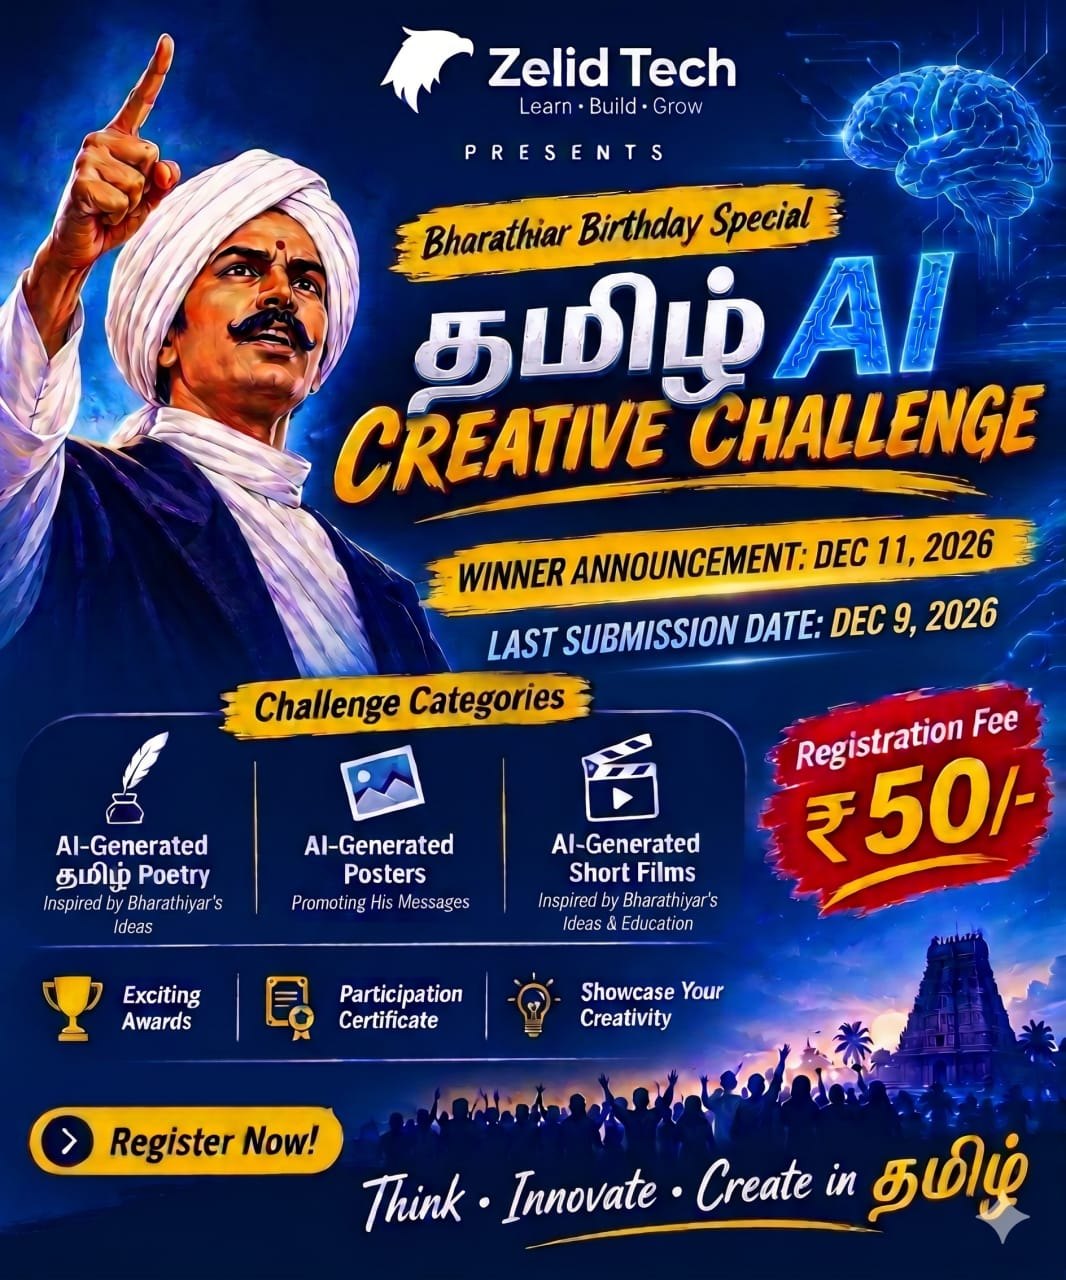 Zelid Tech
Learn · Build · Grow
PRESENTS
Bharathiar Birthday Special
தமிழ் AI
CREATIVE CHALLENGE
WINNER ANNOUNCEMENT: DEC 11, 2026
LAST SUBMISSION DATE: DEC 9, 2026
Challenge Categories
AI-Generated
தமிழ் Poetry
Inspired by Bharathiyar's
Ideas
AI-Generated
Posters
Promoting His Messages
AI-Generated
Short Films
Inspired by Bharathiyar's
Ideas & Education
Registration Fee
₹50/-
Exciting
Awards
Participation
Certificate
Showcase Your
Creativity
Register Now!
Think · Innovate · Create in தமிழ்